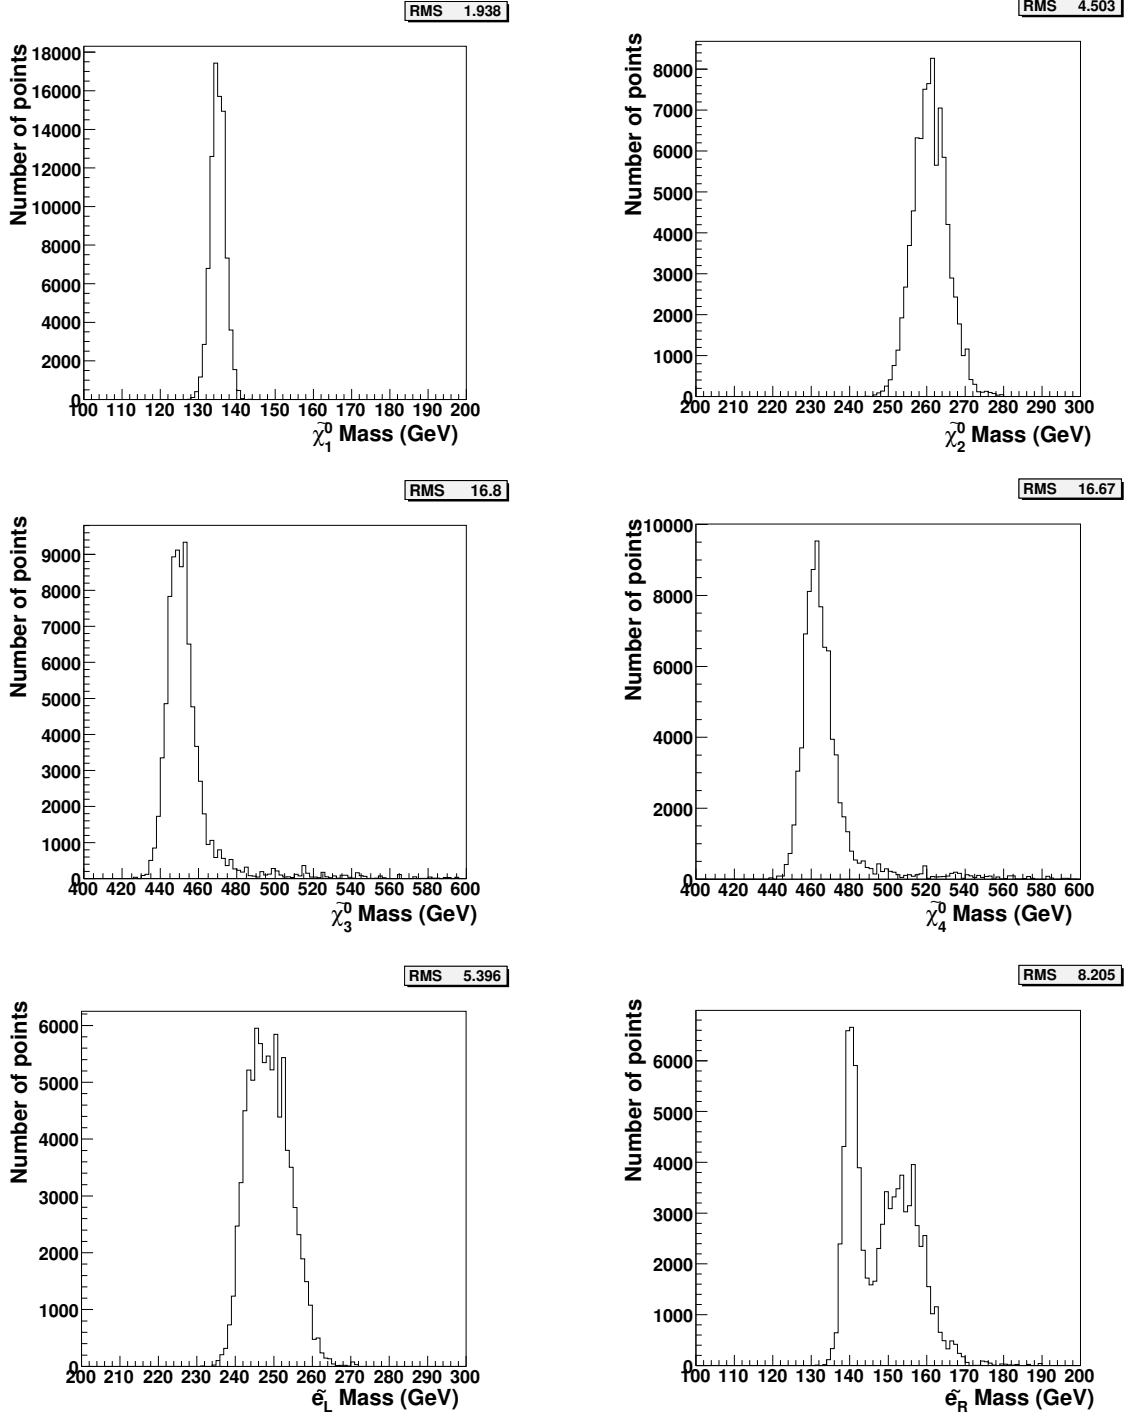 RMS 1.938
Number of points
18000
16000
14000
12000
10000
8000
6000
4000
2000
0
100 110 120 130 140 150 160 170 180 190 200
χ̃⁰₁ Mass (GeV)
RMS 4.503
Number of points
8000
7000
6000
5000
4000
3000
2000
1000
0
200 210 220 230 240 250 260 270 280 290 300
χ̃⁰₂ Mass (GeV)
RMS 16.8
Number of points
9000
8000
7000
6000
5000
4000
3000
2000
1000
0
400 420 440 460 480 500 520 540 560 580 600
χ̃⁰₃ Mass (GeV)
RMS 16.67
Number of points
10000
8000
6000
4000
2000
0
400 420 440 460 480 500 520 540 560 580 600
χ̃⁰₄ Mass (GeV)
RMS 5.396
Number of points
6000
5000
4000
3000
2000
1000
0
200 210 220 230 240 250 260 270 280 290 300
ẽ_L Mass (GeV)
RMS 8.205
Number of points
6000
5000
4000
3000
2000
1000
0
100 110 120 130 140 150 160 170 180 190 200
ẽ_R Mass (GeV)